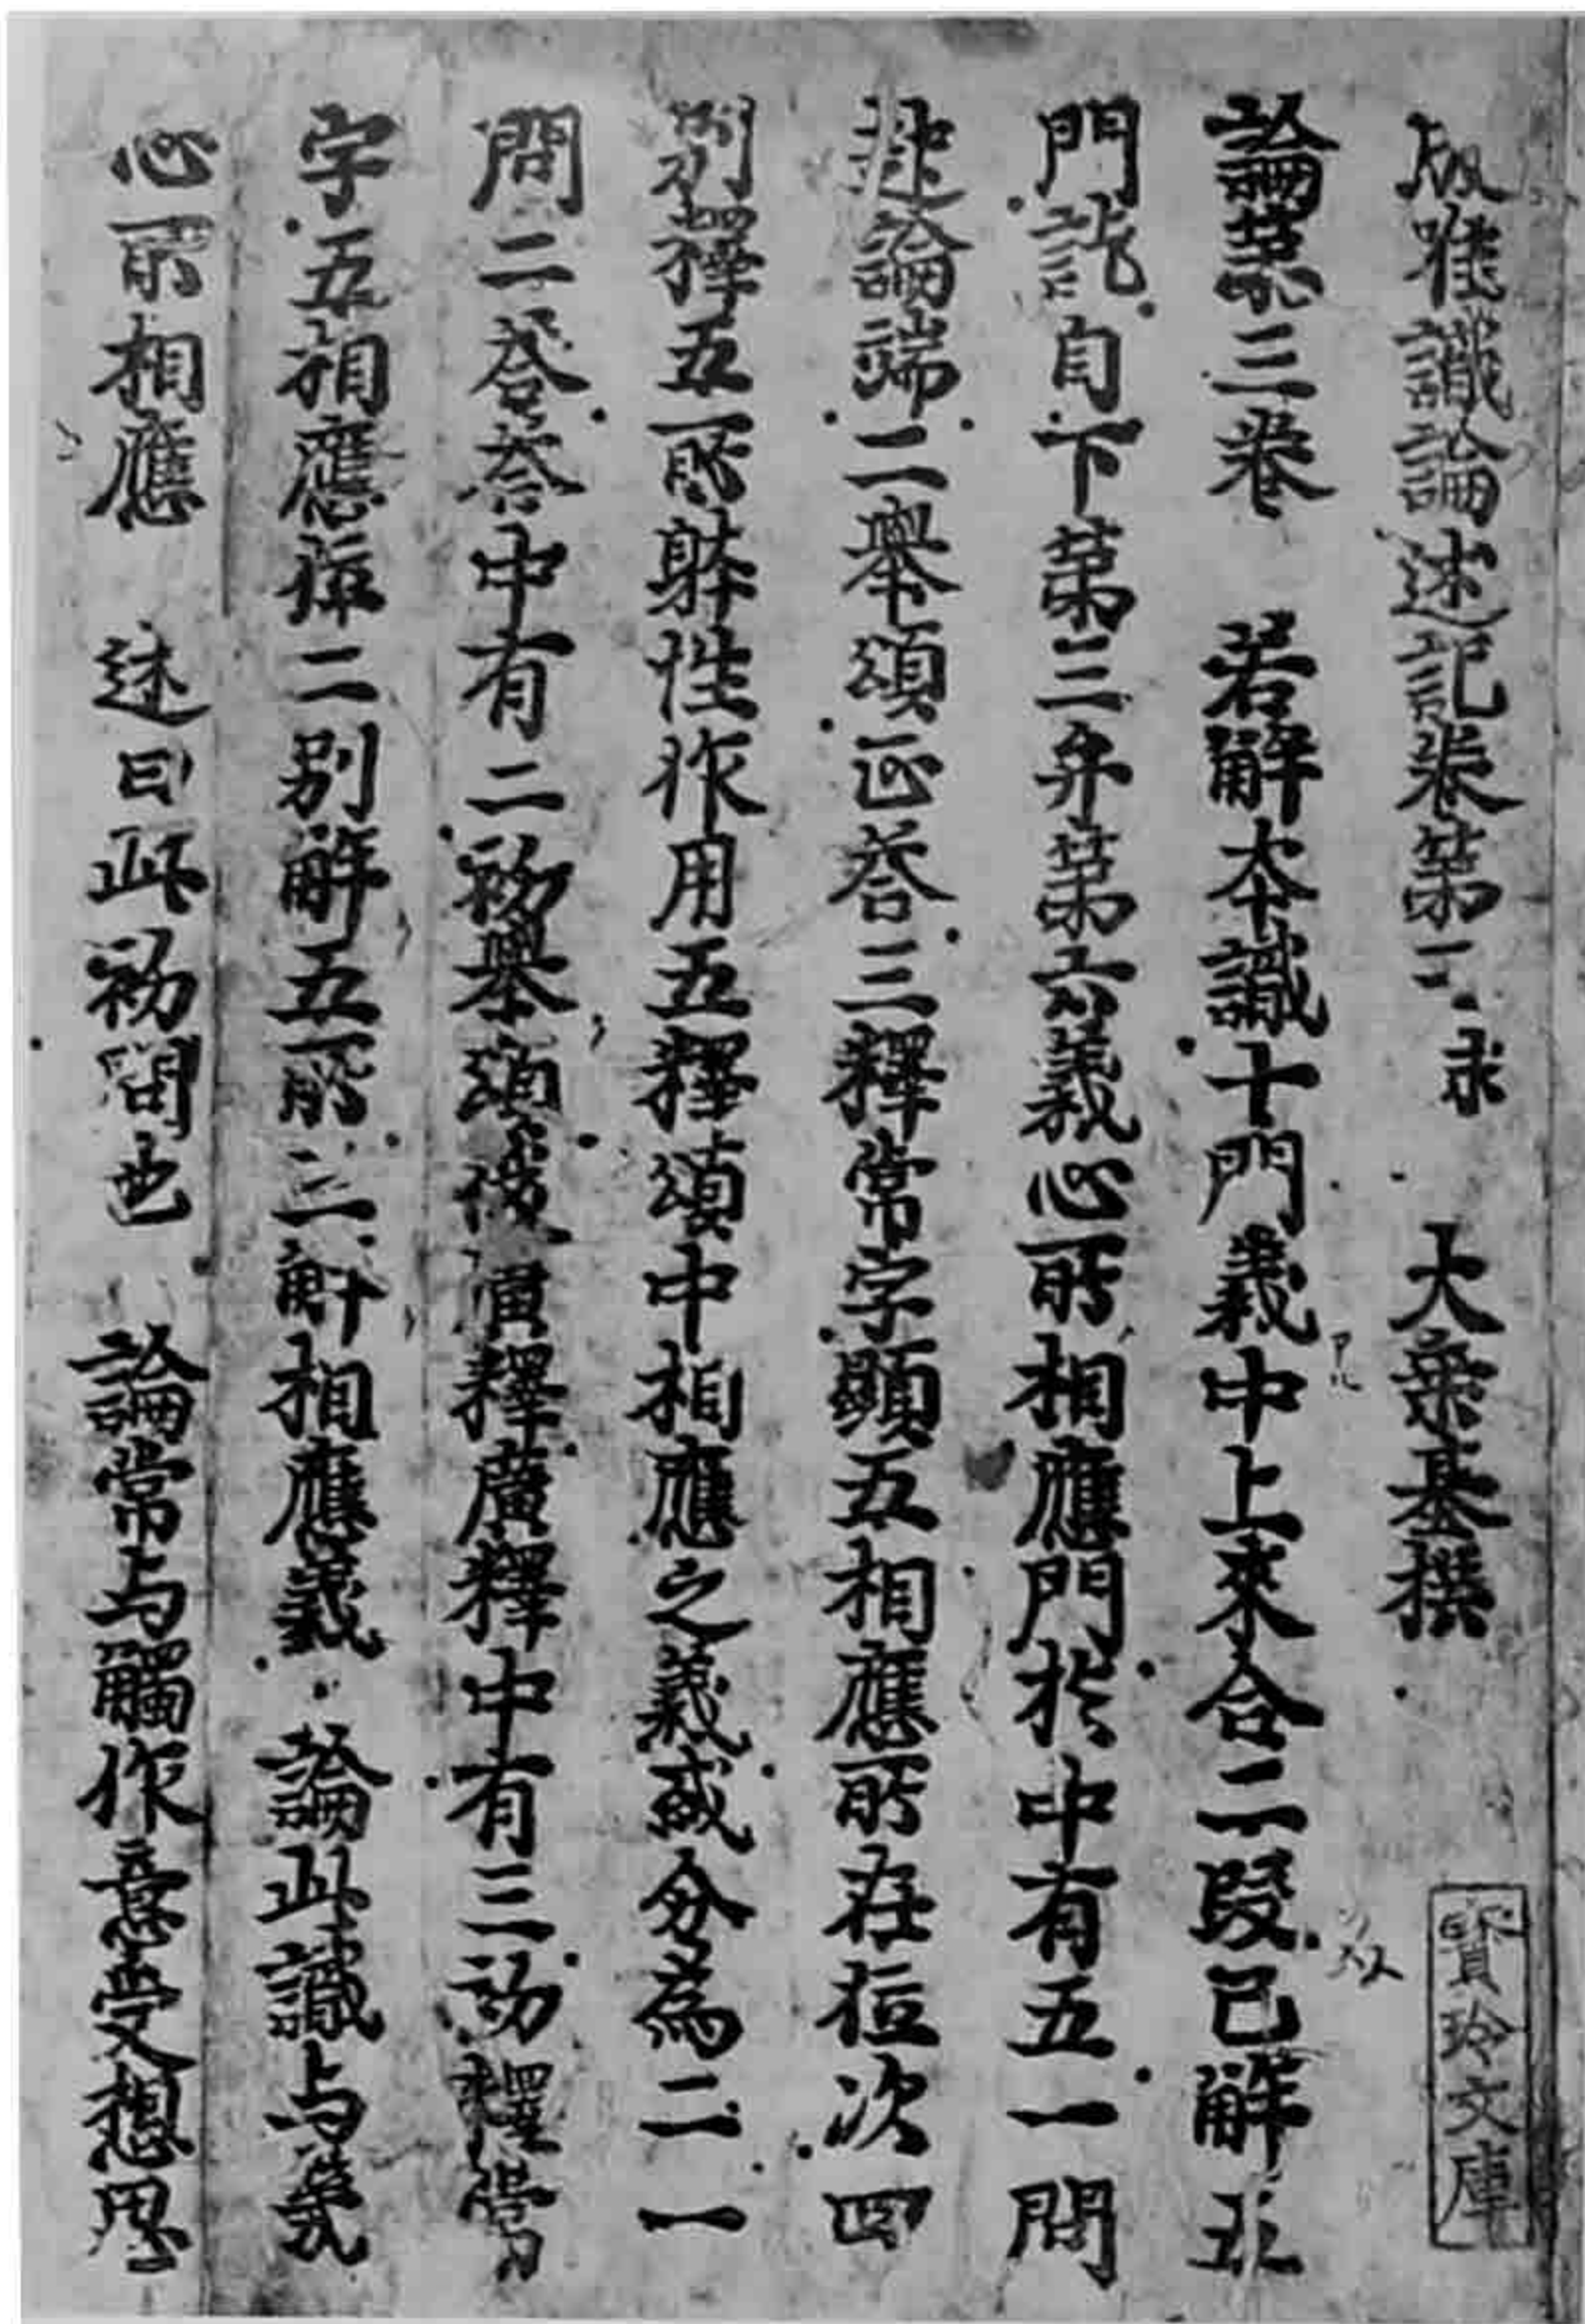 成唯識論述記卷第三 末 大乘基撰
論第三卷 若解本識十門義中上來合二段已解五
門訖自下第三弁第六義心所相應門於中有五一問
起論端二舉頌正答三釋常字顯五相應所在位次四
別釋五所躰性作用五釋頌中相應之義或分為二一
問二答答中有二初舉頌後廣釋廣釋中有三初釋常
字五相應位二別解五所三解相應義 論此識与幾
心所相應 述曰此初問也 論常与觸作意受想思
寳玲文庫